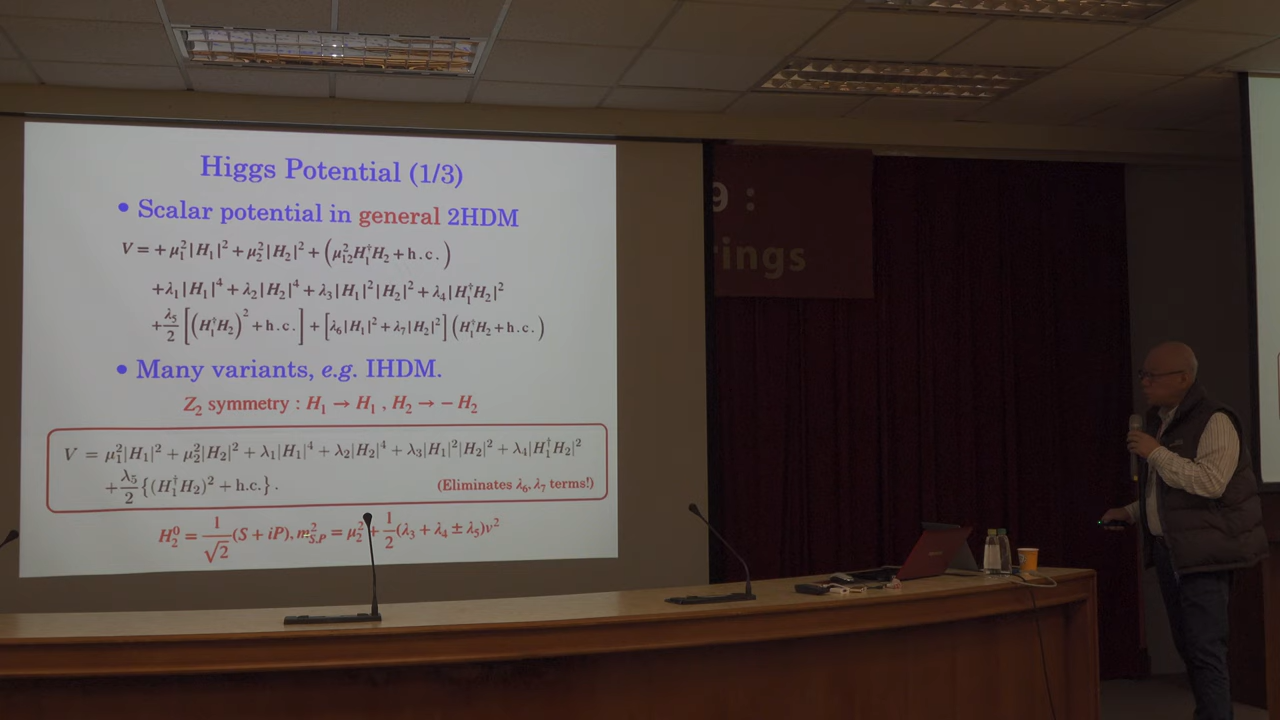 Higgs Potential (1/3)
• Scalar potential in general 2HDM
V = + μ₁²|H₁|² + μ₂²|H₂|² + (μ₁₂²H₁†H₂ + h.c.)
+λ₁|H₁|⁴ + λ₂|H₂|⁴ + λ₃|H₁|²|H₂|² + λ₄|H₁†H₂|²
+λ₅/2 [(H₁†H₂)² + h.c.] + [λ₆|H₁|² + λ₇|H₂|²] (H₁†H₂ + h.c.)
• Many variants, e.g. IHDM.
Z₂ symmetry : H₁ → H₁ , H₂ → − H₂
V = μ₁²|H₁|² + μ₂²|H₂|² + λ₁|H₁|⁴ + λ₂|H₂|⁴ + λ₃|H₁|²|H₂|² + λ₄|H₁†H₂|²
+λ₅/2 {(H₁†H₂)² + h.c.}. (Eliminates λ₆, λ₇ terms!)
H₂⁰ = 1/√2 (S + iP), m²_S,P = μ₂² + 1/2 (λ₃ + λ₄ ± λ₅)v²
9 :
ings